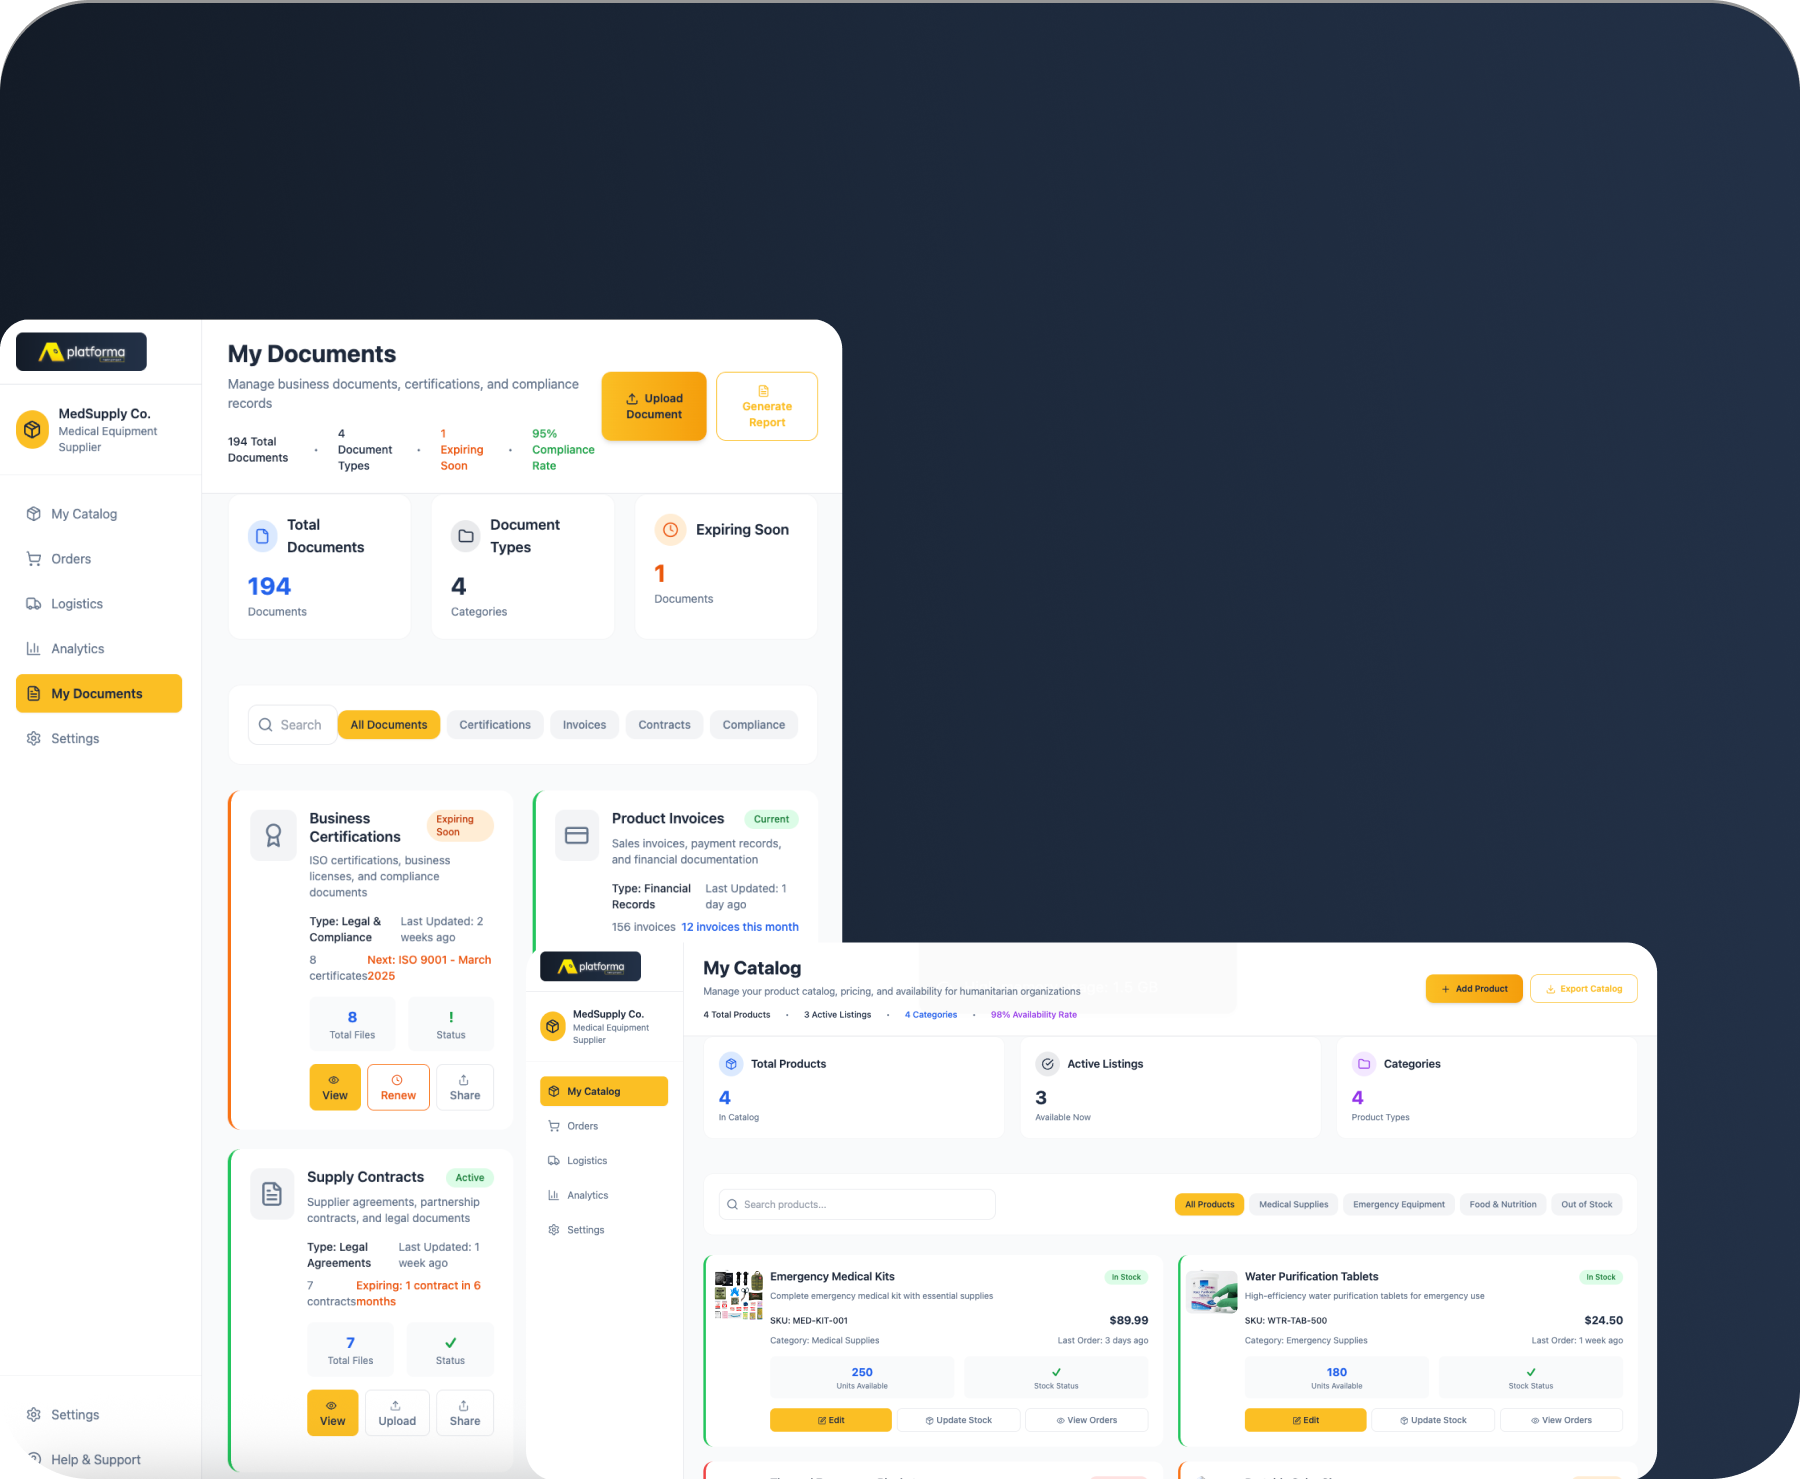 platforma
MedSupply Co.
Medical Equipment
Supplier
My Catalog
Orders
Logistics
Analytics
My Documents
Settings
Settings
Help & Support
My Documents
Manage business documents, certifications, and compliance
records
194 Total
Documents
•
4
Document
Types
•
1
Expiring
Soon
•
95%
Compliance
Rate
Upload
Document
Generate
Report
Total
Documents
194
Documents
Document
Types
4
Categories
Expiring Soon
1
Documents
Search
All Documents
Certifications
Invoices
Contracts
Compliance
Business
Certifications
Expiring
Soon
ISO certifications, business
licenses, and compliance
documents
Type: Legal &
Compliance
Last Updated: 2
weeks ago
8
certificates
Next: ISO 9001 - March
2025
8
Total Files
!
Status
View
Renew
Share
Product Invoices
Current
Sales invoices, payment records,
and financial documentation
Type: Financial
Records
Last Updated: 1
day ago
156 invoices
12 invoices this month
Supply Contracts
Active
Supplier agreements, partnership
contracts, and legal documents
Type: Legal
Agreements
Last Updated: 1
week ago
7
contracts
Expiring: 1 contract in 6
months
7
Total Files
Status
View
Upload
Share
platforma
MedSupply Co.
Medical Equipment
Supplier
My Catalog
Orders
Logistics
Analytics
Settings
My Catalog
Manage your product catalog, pricing, and availability for humanitarian organizations
4 Total Products • 3 Active Listings • 4 Categories • 98% Availability Rate
Add Product
Export Catalog
Total Products
4
In Catalog
Active Listings
3
Available Now
Categories
4
Product Types
Search products...
All Products
Medical Supplies
Emergency Equipment
Food & Nutrition
Out of Stock
Emergency Medical Kits
In Stock
Complete emergency medical kit with essential supplies
SKU: MED-KIT-001
$89.99
Category: Medical Supplies
Last Order: 3 days ago
250
Units Available
Stock Status
Edit
Update Stock
View Orders
Water Purification Tablets
In Stock
High-efficiency water purification tablets for emergency use
SKU: WTR-TAB-500
$24.50
Category: Emergency Supplies
Last Order: 1 week ago
180
Units Available
Stock Status
Edit
Update Stock
View Orders